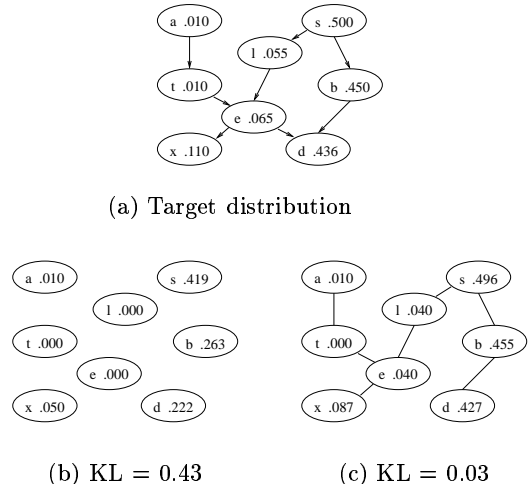 a .010
s .500
l .055
t .010
b .450
e .065
x .110
d .436
(a) Target distribution
a .010
s .419
l .000
t .000
b .263
e .000
x .050
d .222
(b) KL = 0.43
a .010
s .496
l .040
t .000
b .455
e .040
x .087
d .427
(c) KL = 0.03